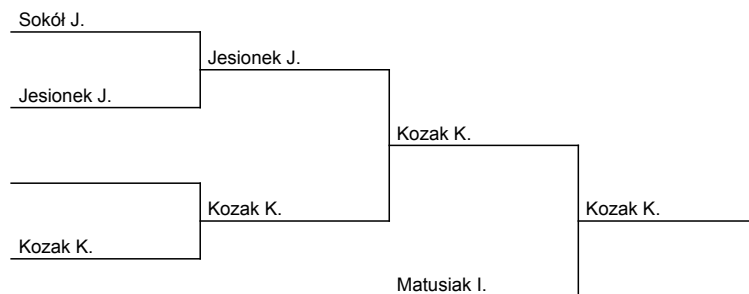 Sokół J.
Jesionek J.
Jesionek J.
Kozak K.
Kozak K.
Kozak K.
Kozak K.
Matusiak I.